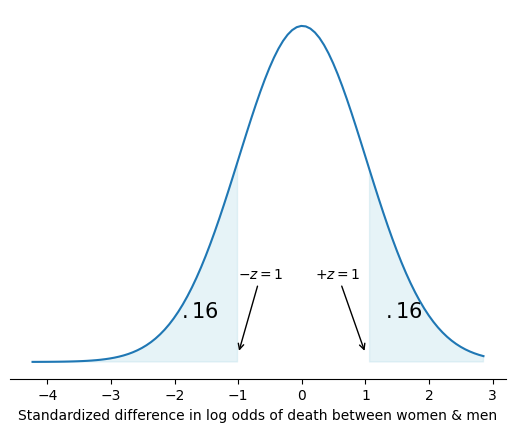 −z = 1
+z = 1
.16
.16
−4 −3 −2 −1 0 1 2 3
Standardized difference in log odds of death between women & men